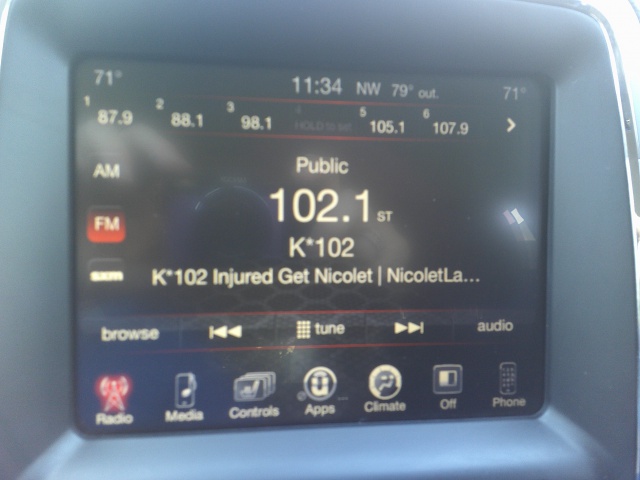 71° 11:34 NW 79° out. 71°
1 87.9 2 88.1 3 98.1 4 HOLD to set 5 105.1 6 107.9
AM
Public
102.1 ST
FM
K*102
sxm
K*102 Injured Get Nicolet | NicoletLa...
browse tune audio
Radio Media Controls Apps Climate Off Phone